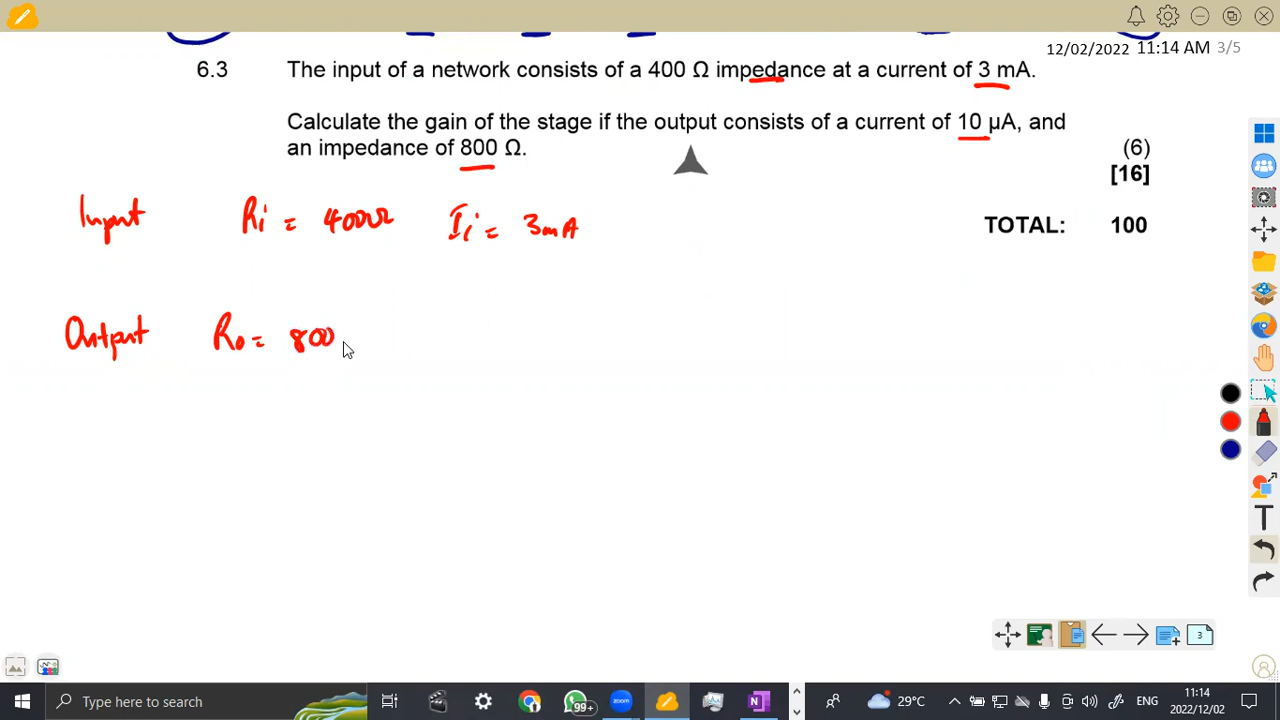 12/02/2022 11:14 AM 3/5
6.3 The input of a network consists of a 400 Ω impedance at a current of 3 mA.
Calculate the gain of the stage if the output consists of a current of 10 µA, and
an impedance of 800 Ω. (6)
[16]
Input Ri = 400Ω Ii = 3mA
TOTAL: 100
Output Ro = 800
T
3
Type here to search
99+
zoom
29°C
ENG
11:14
2022/12/02